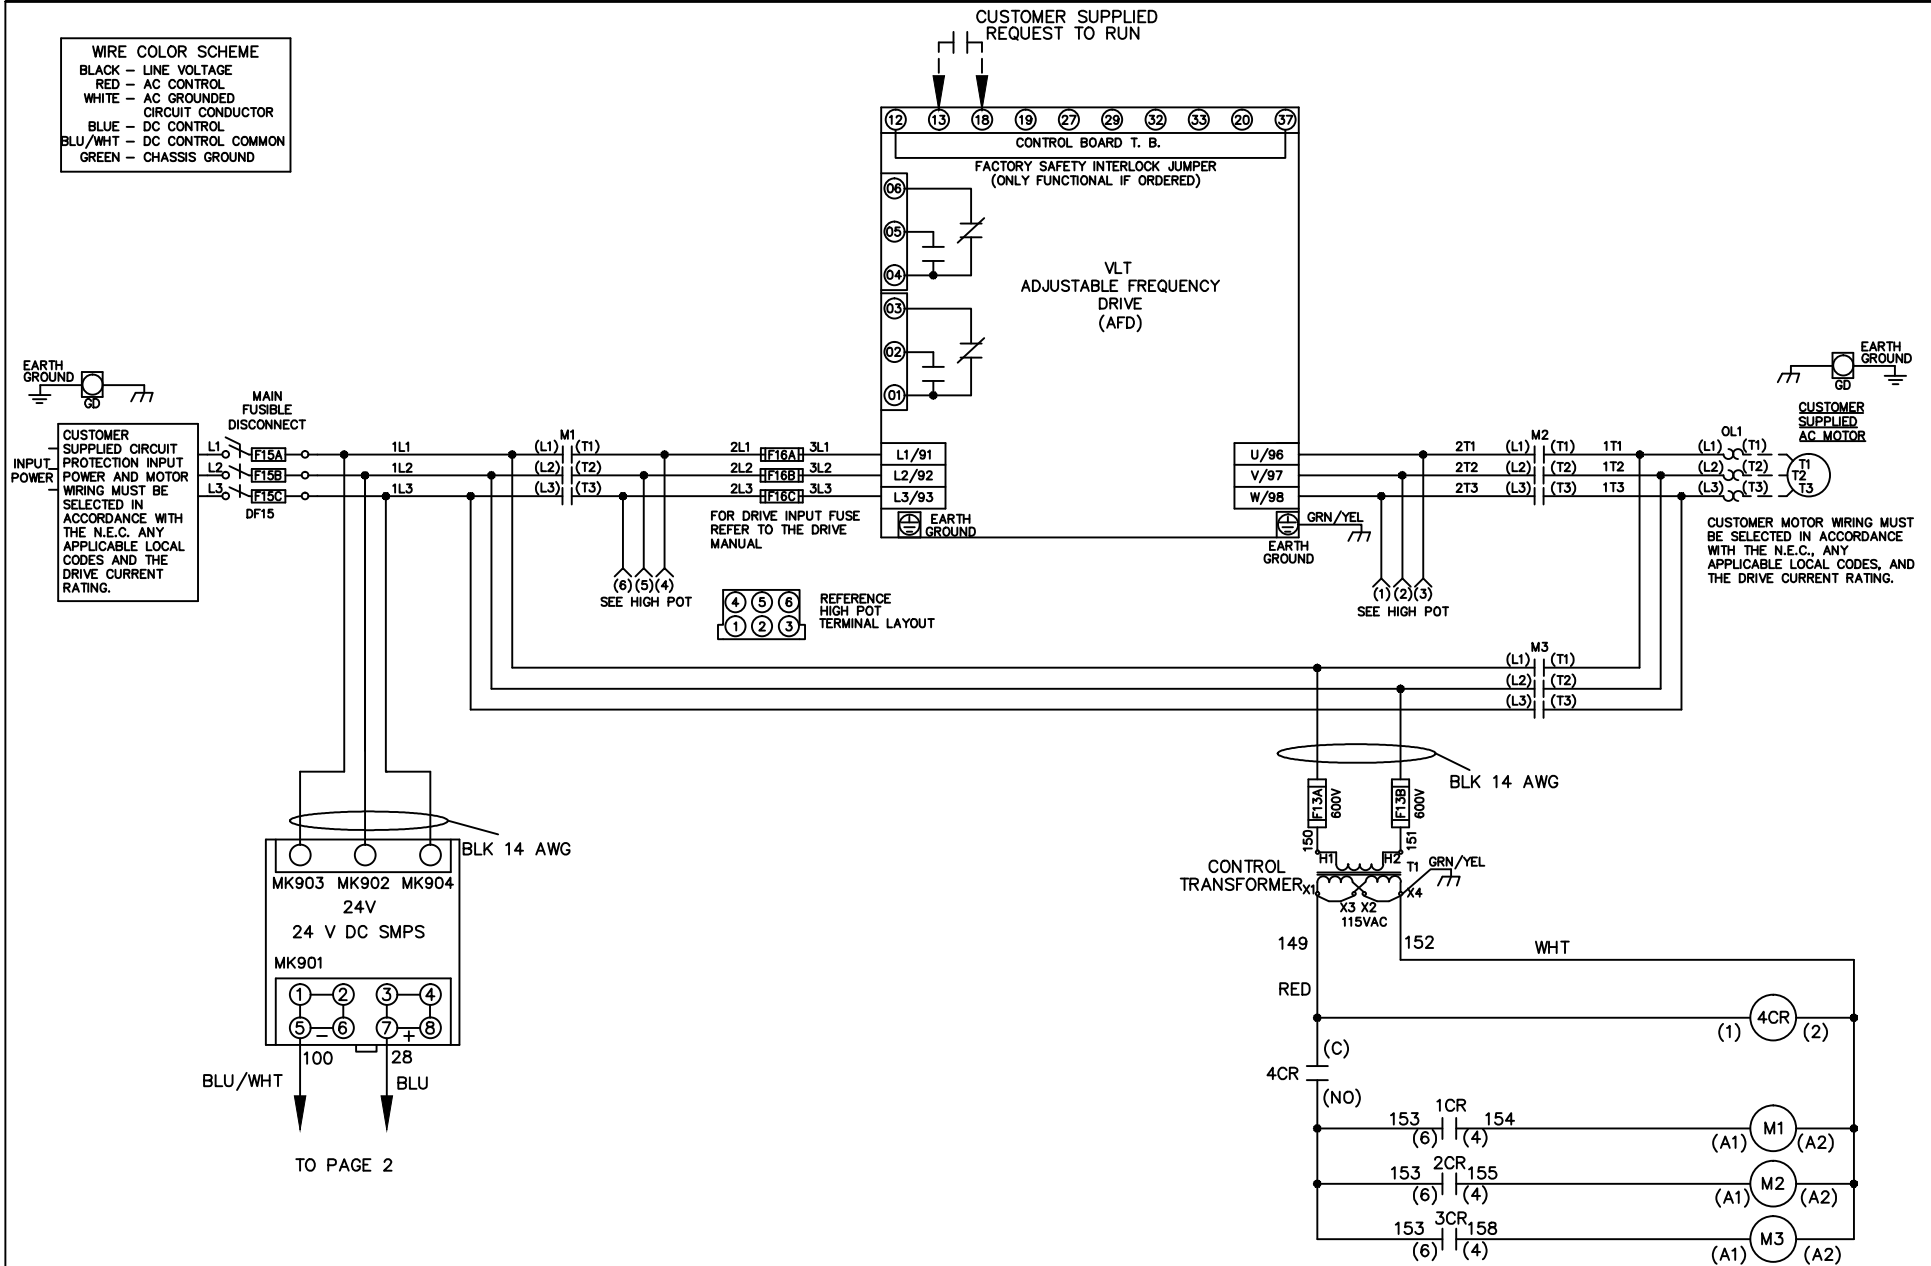 CUSTOMER SUPPLIED
REQUEST TO RUN
WIRE COLOR SCHEME
BLACK – LINE VOLTAGE
RED – AC CONTROL
WHITE – AC GROUNDED
CIRCUIT CONDUCTOR
BLUE – DC CONTROL
BLU/WHT – DC CONTROL COMMON
GREEN – CHASSIS GROUND
12 13 18 19 27 29 32 33 20 37
CONTROL BOARD T. B.
FACTORY SAFETY INTERLOCK JUMPER
(ONLY FUNCTIONAL IF ORDERED)
06
05
04
03
02
01
VLT
ADJUSTABLE FREQUENCY
DRIVE
(AFD)
EARTH
GROUND
GD
MAIN
FUSIBLE
DISCONNECT
INPUT
POWER
CUSTOMER
SUPPLIED CIRCUIT
PROTECTION INPUT
POWER AND MOTOR
WIRING MUST BE
SELECTED IN
ACCORDANCE WITH
THE N.E.C. ANY
APPLICABLE LOCAL
CODES AND THE
DRIVE CURRENT
RATING.
L1 F15A 1L1 (L1) M1 (T1) 2L1 F16A 3L1 L1/91
L2 F15B 1L2 (L2) (T2) 2L2 F16B 3L2 L2/92
L3 F15C 1L3 (L3) (T3) 2L3 F16C 3L3 L3/93
DF15
FOR DRIVE INPUT FUSE
REFER TO THE DRIVE
MANUAL
EARTH
GROUND
(6) (5) (4)
SEE HIGH POT
4 5 6
1 2 3
REFERENCE
HIGH POT
TERMINAL LAYOUT
EARTH
GROUND
GD
CUSTOMER
SUPPLIED
AC MOTOR
U/96 2T1 (L1) M2 (T1) 1T1 (L1) OL1 (T1) T1
V/97 2T2 (L2) (T2) 1T2 (L2) (T2) T2
W/98 2T3 (L3) (T3) 1T3 (L3) (T3) T3
GRN/YEL
EARTH
GROUND
(1) (2) (3)
SEE HIGH POT
CUSTOMER MOTOR WIRING MUST
BE SELECTED IN ACCORDANCE
WITH THE N.E.C., ANY
APPLICABLE LOCAL CODES, AND
THE DRIVE CURRENT RATING.
M3
(L1) (T1)
(L2) (T2)
(L3) (T3)
BLK 14 AWG
MK903 MK902 MK904
24V
24 V DC SMPS
MK901
1 2 3 4
5 – 6 7 + 8
100 28
BLU/WHT BLU
TO PAGE 2
BLK 14 AWG
F13A 600V F13B 600V
150 151
H1 H2 T1 GRN/YEL
CONTROL
TRANSFORMER
X1 X3 X2 X4
115VAC
149 152 WHT
RED
(1) 4CR (2)
(C)
4CR
(NO)
153 1CR 154 M1
(6) (4) (A1) (A2)
153 2CR 155 M2
(6) (4) (A1) (A2)
153 3CR 158 M3
(6) (4) (A1) (A2)